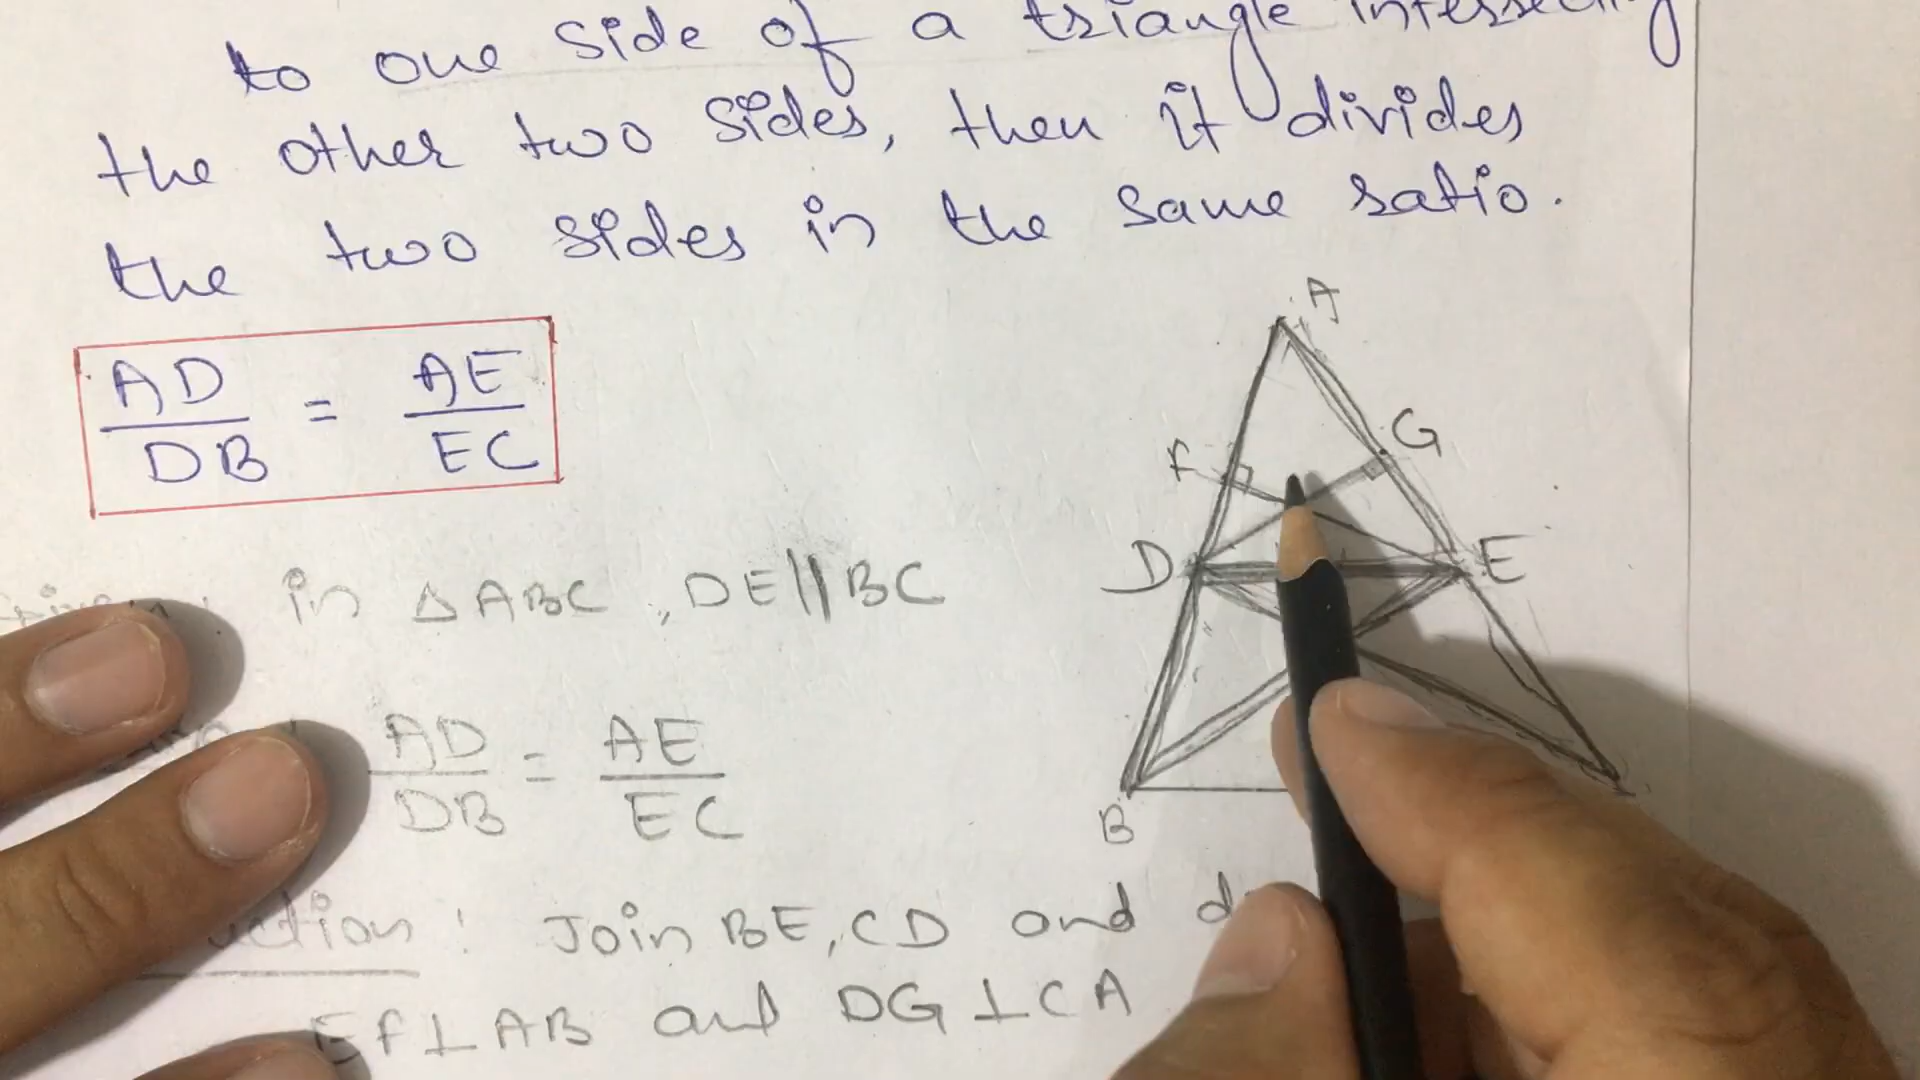 to one side of a triangle intersecting
the other two sides, then it divides
the two sides in the same ratio.
AD/DB = AE/EC
in △ABC, DE||BC
AD/DB = AE/EC
Join BE, CD and
EF⊥AB and DG⊥CA
A
F
G
D
E
B